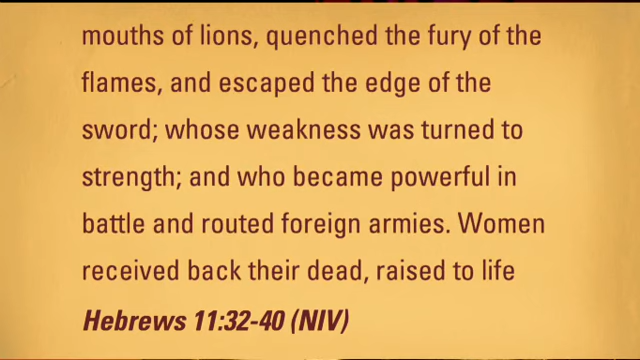 mouths of lions, quenched the fury of the
flames, and escaped the edge of the
sword; whose weakness was turned to
strength; and who became powerful in
battle and routed foreign armies. Women
received back their dead, raised to life
Hebrews 11:32-40 (NIV)